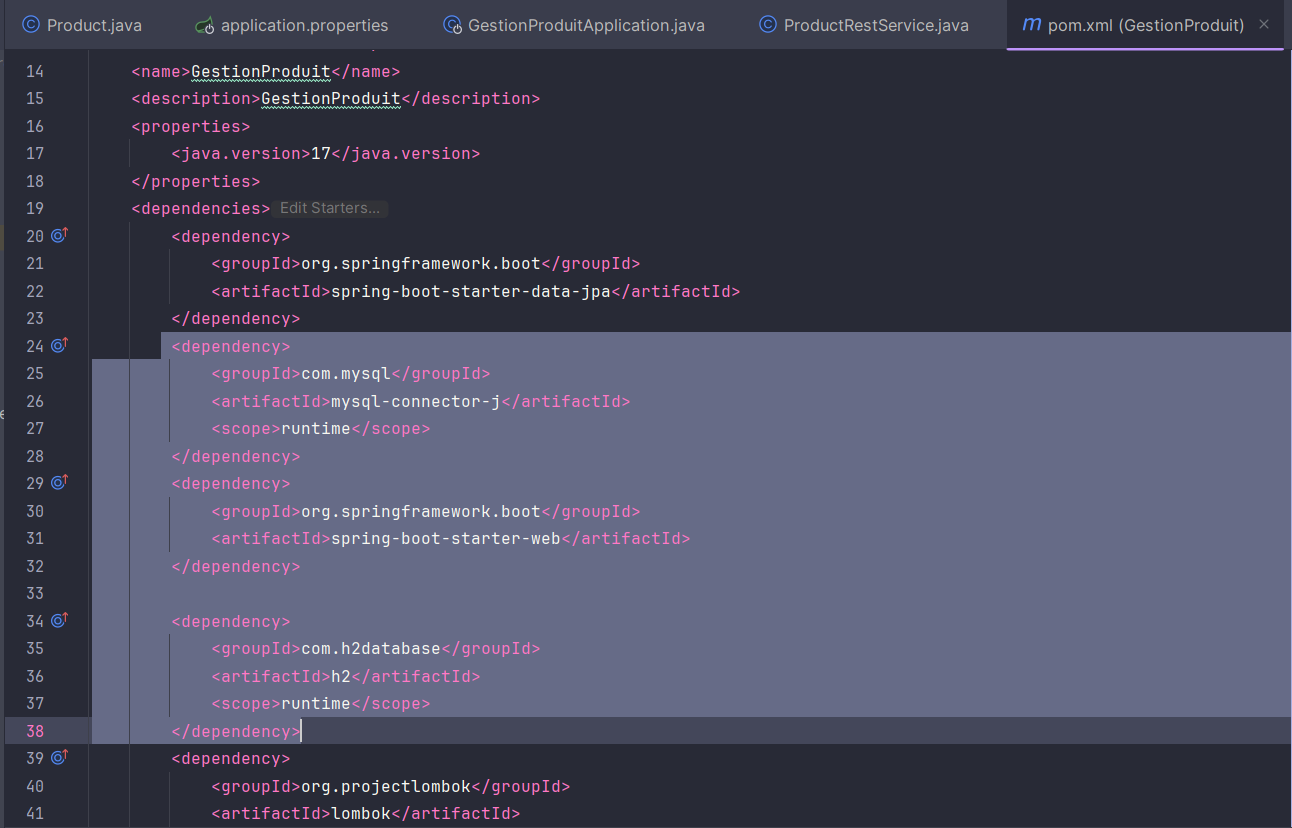 Product.java application.properties GestionProduitApplication.java ProductRestService.java pom.xml (GestionProduit)
14 <name>GestionProduit</name>
15 <description>GestionProduit</description>
16 <properties>
17 <java.version>17</java.version>
18 </properties>
19 <dependencies> Edit Starters...
20 <dependency>
21 <groupId>org.springframework.boot</groupId>
22 <artifactId>spring-boot-starter-data-jpa</artifactId>
23 </dependency>
24 <dependency>
25 <groupId>com.mysql</groupId>
26 <artifactId>mysql-connector-j</artifactId>
27 <scope>runtime</scope>
28 </dependency>
29 <dependency>
30 <groupId>org.springframework.boot</groupId>
31 <artifactId>spring-boot-starter-web</artifactId>
32 </dependency>
33
34 <dependency>
35 <groupId>com.h2database</groupId>
36 <artifactId>h2</artifactId>
37 <scope>runtime</scope>
38 </dependency>
39 <dependency>
40 <groupId>org.projectlombok</groupId>
41 <artifactId>lombok</artifactId>